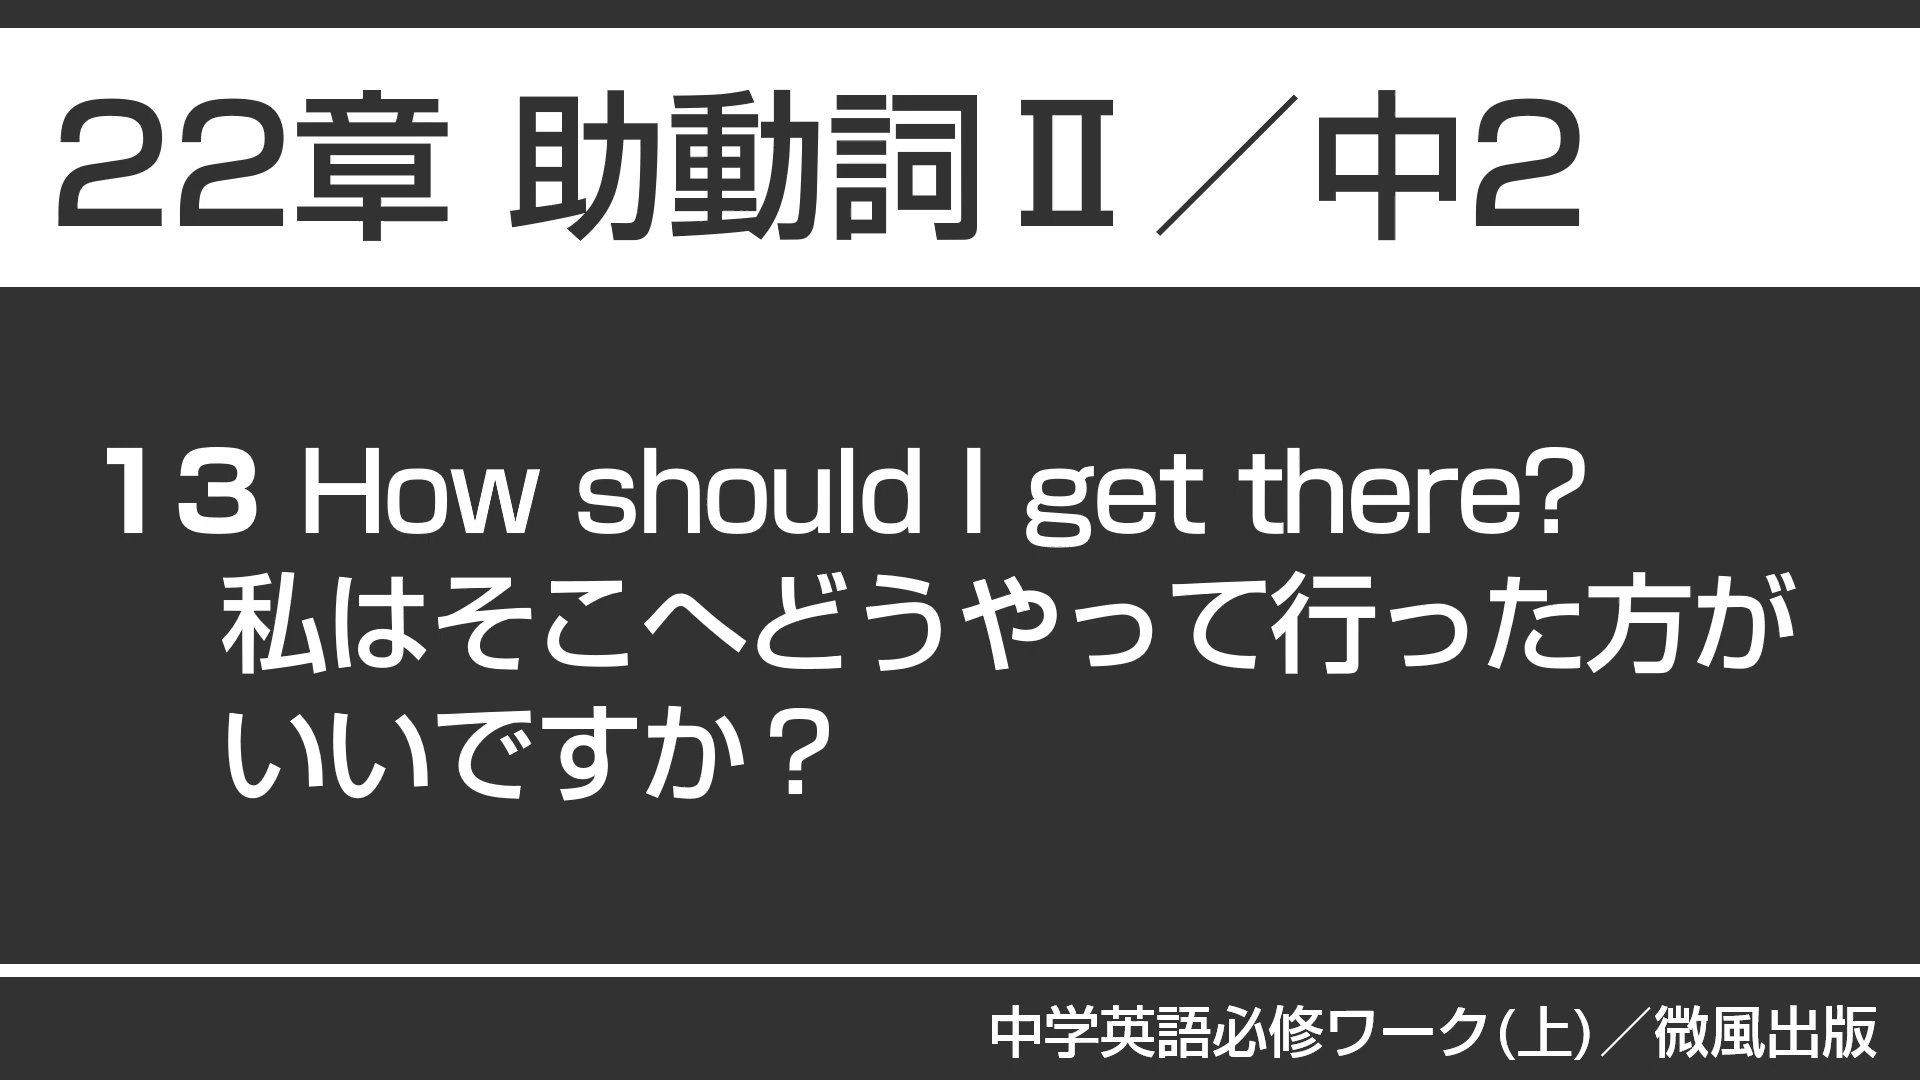 22章 助動詞Ⅱ／中2
13 How should I get there?
私はそこへどうやって行った方が
いいですか？
中学英語必修ワーク(上)／微風出版